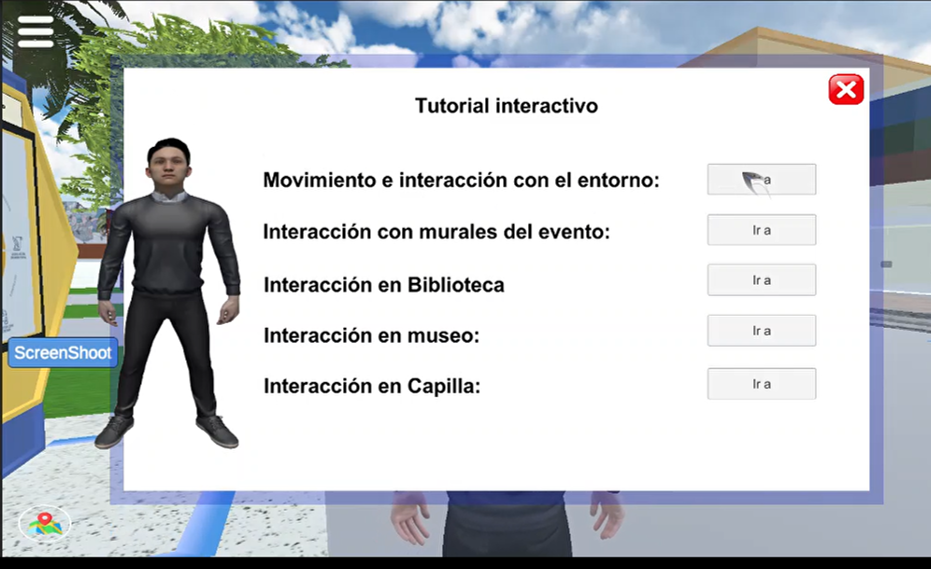 Tutorial interactivo
Movimiento e interacción con el entorno: a
Interacción con murales del evento: Ir a
Interacción en Biblioteca Ir a
Interacción en museo: Ir a
ScreenShoot
Interacción en Capilla: Ir a